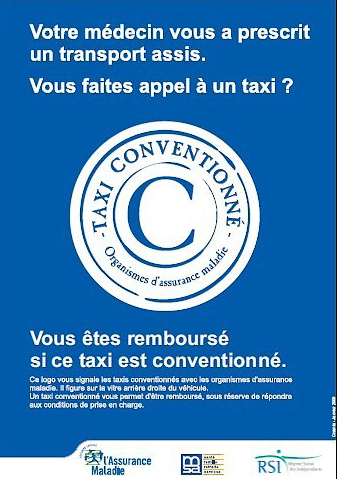 Votre médecin vous a prescrit
un transport assis.
Vous faites appel à un taxi ?
- TAXI CONVENTIONNÉ -
C
Organismes d'assurance maladie
Vous êtes remboursé
si ce taxi est conventionné.
Ce logo vous signale les taxis conventionnés avec les organismes d'assurance
maladie. Il figure sur la vitre arrière droite du véhicule.
Un taxi conventionné vous permet d'être remboursé, sous réserve de répondre
aux conditions de prise en charge.
l'Assurance
Maladie
msa
RSI
Régime Social
des Indépendants